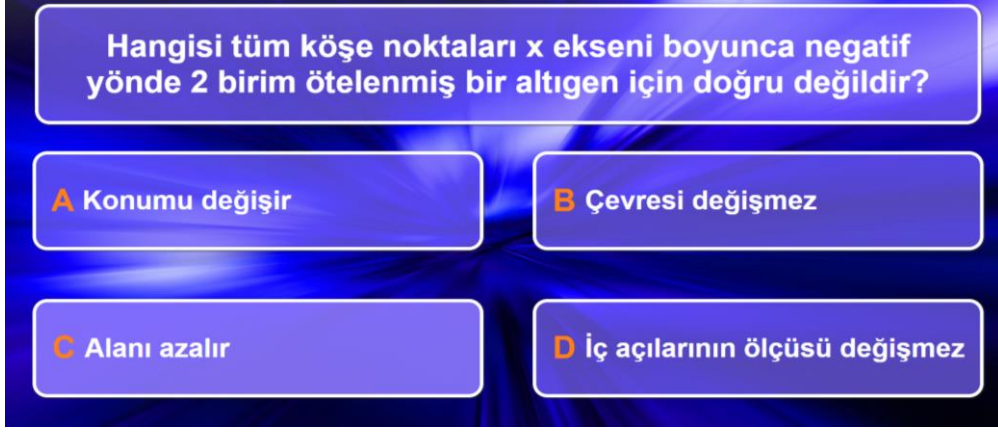 Hangisi tüm köşe noktaları x ekseni boyunca negatif
yönde 2 birim ötelenmiş bir altıgen için doğru değildir?
A Konumu değişir
B Çevresi değişmez
C Alanı azalır
D İç açılarının ölçüsü değişmez